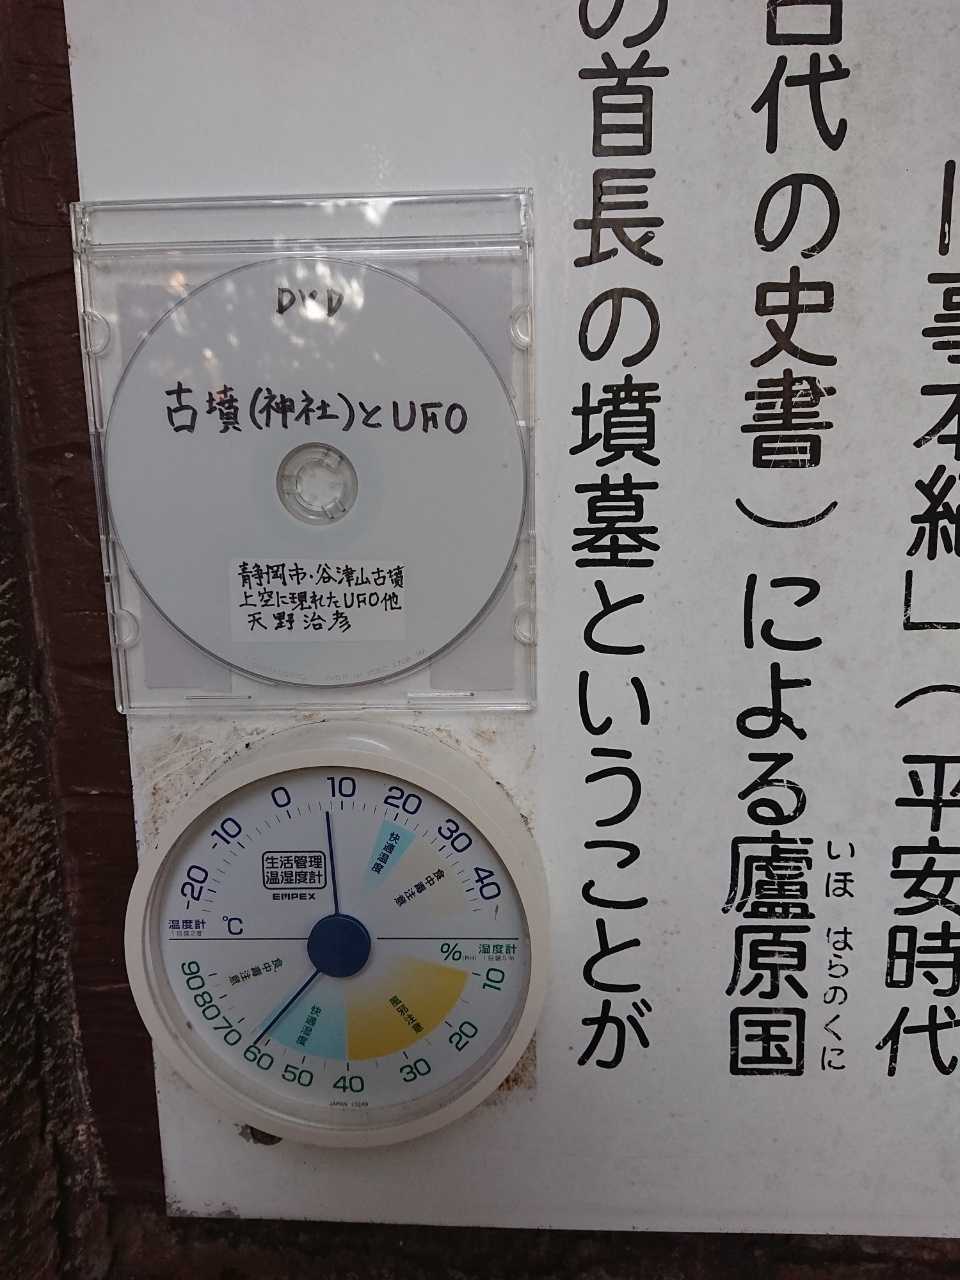 旧事本紀」(平安時代
古代の史書)による廬原国
いほはらのくに
の首長の墳墓ということが
DVD
古墳(神社)とUFO
静岡市・谷津山古墳
上空に現れたUFO他
天野治彦
-20 -10 0 10 20 30 40
快適温度
食中毒注意
生活管理
温湿度計
EMPEX
温度計
℃
% 湿度計
食中毒注意
快適湿度
90 80 70 60 50 40 30 20 10
JAPAN